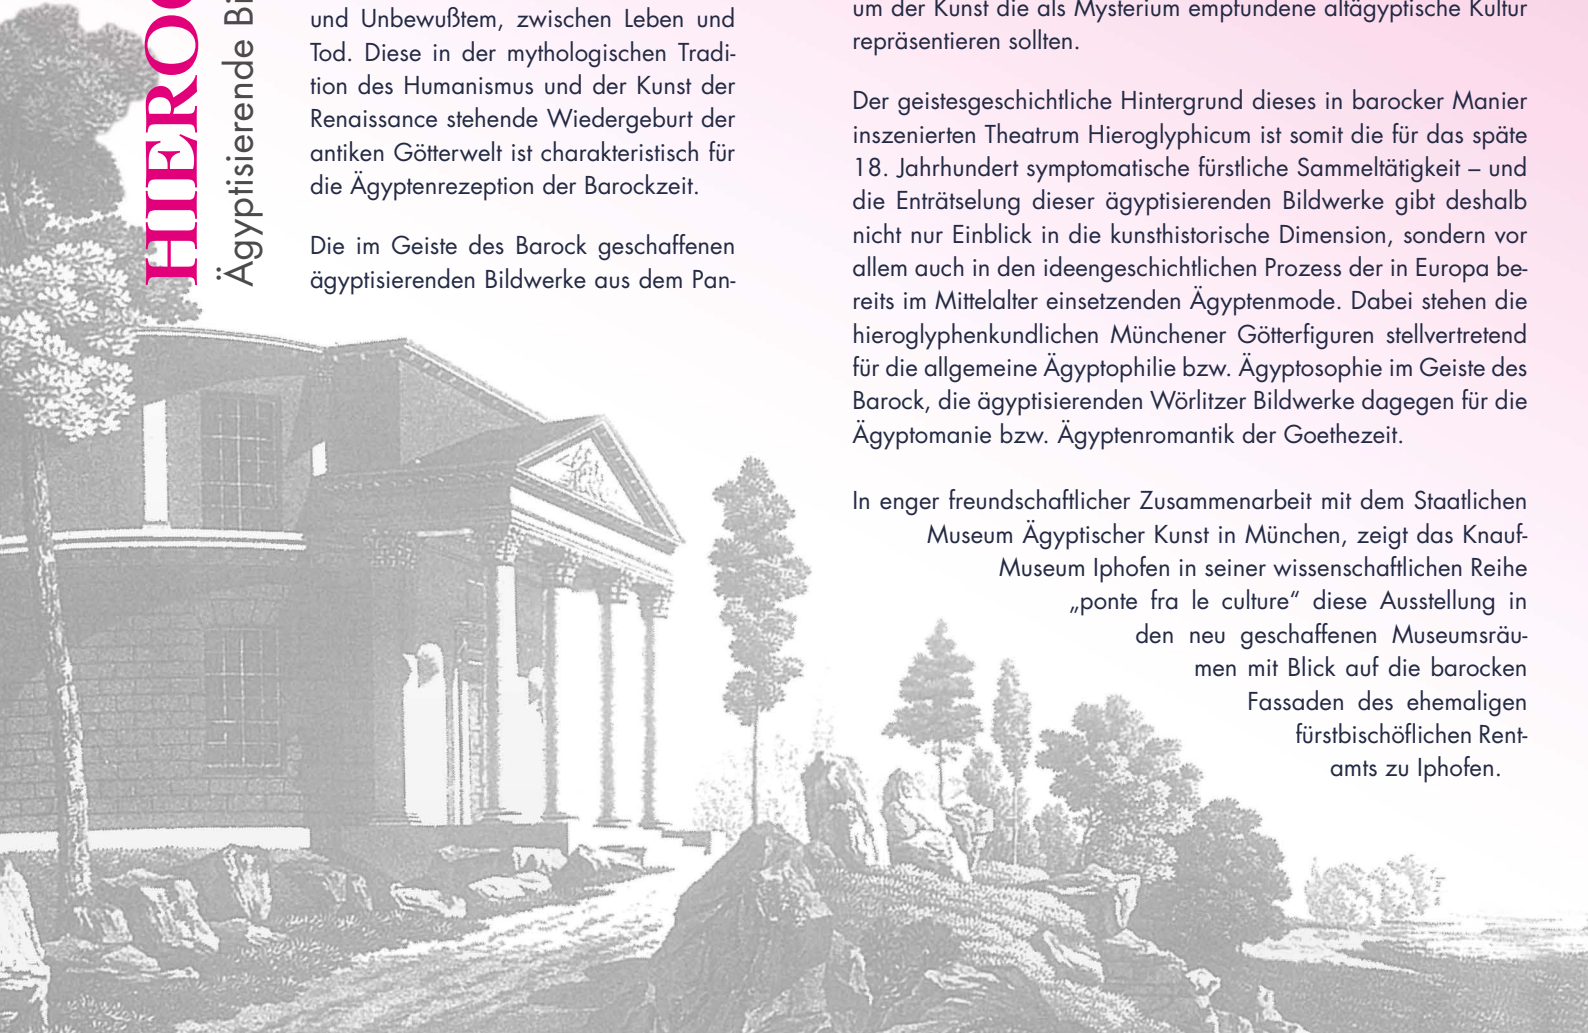 HIERO
Ägyptisierende Bi
und Unbewußtem, zwischen Leben und
Tod. Diese in der mythologischen Tradi-
tion des Humanismus und der Kunst der
Renaissance stehende Wiedergeburt der
antiken Götterwelt ist charakteristisch für
die Ägyptenrezeption der Barockzeit.
Die im Geiste des Barock geschaffenen
ägyptisierenden Bildwerke aus dem Pan-
um der Kunst die als Mysterium empfundene altägyptische Kultur
repräsentieren sollten.
Der geistesgeschichtliche Hintergrund dieses in barocker Manier
inszenierten Theatrum Hieroglyphicum ist somit die für das späte
18. Jahrhundert symptomatische fürstliche Sammeltätigkeit – und
die Enträtselung dieser ägyptisierenden Bildwerke gibt deshalb
nicht nur Einblick in die kunsthistorische Dimension, sondern vor
allem auch in den ideengeschichtlichen Prozess der in Europa be-
reits im Mittelalter einsetzenden Ägyptenmode. Dabei stehen die
hieroglyphenkundlichen Münchener Götterfiguren stellvertretend
für die allgemeine Ägyptophilie bzw. Ägyptosophie im Geiste des
Barock, die ägyptisierenden Wörlitzer Bildwerke dagegen für die
Ägyptomanie bzw. Ägyptenromantik der Goethezeit.
In enger freundschaftlicher Zusammenarbeit mit dem Staatlichen
Museum Ägyptischer Kunst in München, zeigt das Knauf-
Museum Iphofen in seiner wissenschaftlichen Reihe
„ponte fra le culture“ diese Ausstellung in
den neu geschaffenen Museumsräu-
men mit Blick auf die barocken
Fassaden des ehemaligen
fürstbischöflichen Rent-
amts zu Iphofen.